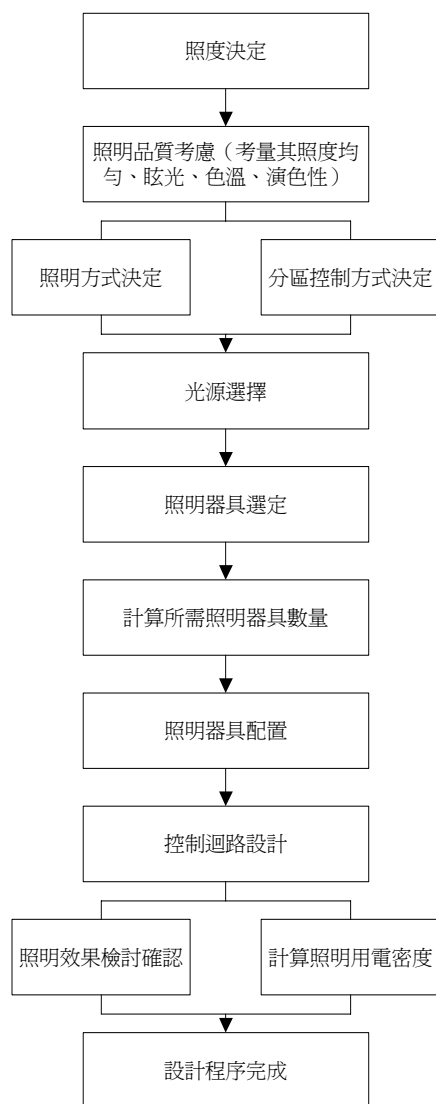 照度決定
照明品質考慮（考量其照度均
勻、眩光、色溫、演色性）
照明方式決定
分區控制方式決定
光源選擇
照明器具選定
計算所需照明器具數量
照明器具配置
控制迴路設計
照明效果檢討確認
計算照明用電密度
設計程序完成